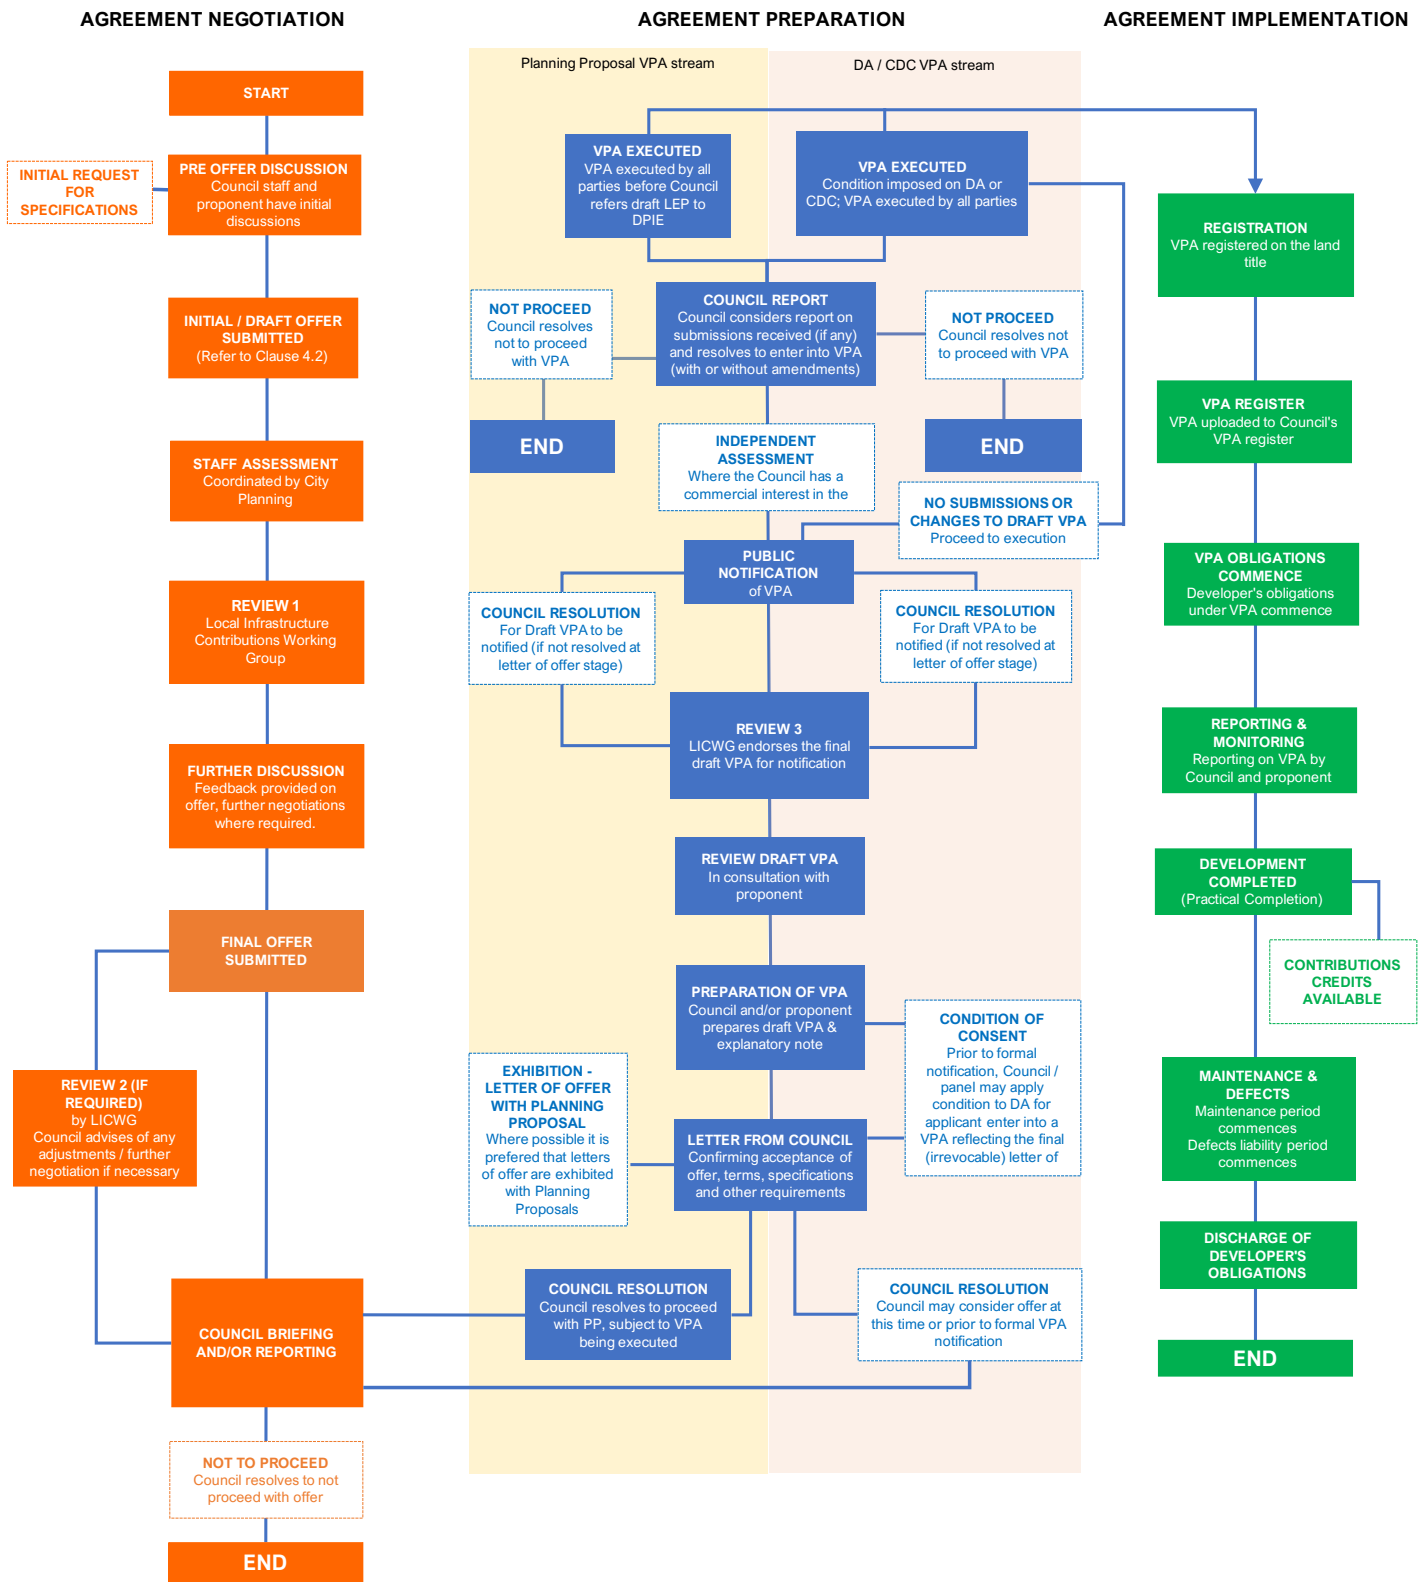 AGREEMENT NEGOTIATION
START
INITIAL REQUEST
FOR
SPECIFICATIONS
PRE OFFER DISCUSSION
Council staff and
proponent have initial
discussions
INITIAL / DRAFT OFFER
SUBMITTED
(Refer to Clause 4.2)
STAFF ASSESSMENT
Coordinated by City
Planning
REVIEW 1
Local Infrastructure
Contributions Working
Group
FURTHER DISCUSSION
Feedback provided on
offer, further negotiations
where required.
FINAL OFFER
SUBMITTED
REVIEW 2 (IF
REQUIRED)
by LICWG
Council advises of any
adjustments / further
negotiation if necessary
COUNCIL BRIEFING
AND/OR REPORTING
NOT TO PROCEED
Council resolves to not
proceed with offer
END
AGREEMENT PREPARATION
Planning Proposal VPA stream
DA / CDC VPA stream
VPA EXECUTED
VPA executed by all
parties before Council
refers draft LEP to
DPIE
VPA EXECUTED
Condition imposed on DA or
CDC; VPA executed by all parties
NOT PROCEED
Council resolves
not to proceed
with VPA
END
COUNCIL REPORT
Council considers report on
submissions received (if any)
and resolves to enter into VPA
(with or without amendments)
NOT PROCEED
Council resolves not
to proceed with VPA
END
INDEPENDENT
ASSESSMENT
Where the Council has a
commercial interest in the
NO SUBMISSIONS OR
CHANGES TO DRAFT VPA
Proceed to execution
PUBLIC
NOTIFICATION
of VPA
COUNCIL RESOLUTION
For Draft VPA to be
notified (if not resolved at
letter of offer stage)
COUNCIL RESOLUTION
For Draft VPA to be
notified (if not resolved at
letter of offer stage)
REVIEW 3
LICWG endorses the final
draft VPA for notification
REVIEW DRAFT VPA
In consultation with
proponent
PREPARATION OF VPA
Council and/or proponent
prepares draft VPA &
explanatory note
CONDITION OF
CONSENT
Prior to formal
notification, Council /
panel may apply
condition to DA for
applicant enter into a
VPA reflecting the final
(irrevocable) letter of
EXHIBITION -
LETTER OF OFFER
WITH PLANNING
PROPOSAL
Where possible it is
prefered that letters
of offer are exhibited
with Planning
Proposals
LETTER FROM COUNCIL
Confirming acceptance of
offer, terms, specifications
and other requirements
COUNCIL RESOLUTION
Council resolves to proceed
with PP, subject to VPA
being executed
COUNCIL RESOLUTION
Council may consider offer at
this time or prior to formal VPA
notification
AGREEMENT IMPLEMENTATION
REGISTRATION
VPA registered on the land
title
VPA REGISTER
VPA uploaded to Council's
VPA register
VPA OBLIGATIONS
COMMENCE
Developer's obligations
under VPA commence
REPORTING &
MONITORING
Reporting on VPA by
Council and proponent
DEVELOPMENT
COMPLETED
(Practical Completion)
CONTRIBUTIONS
CREDITS
AVAILABLE
MAINTENANCE &
DEFECTS
Maintenance period
commences
Defects liability period
commences
DISCHARGE OF
DEVELOPER'S
OBLIGATIONS
END